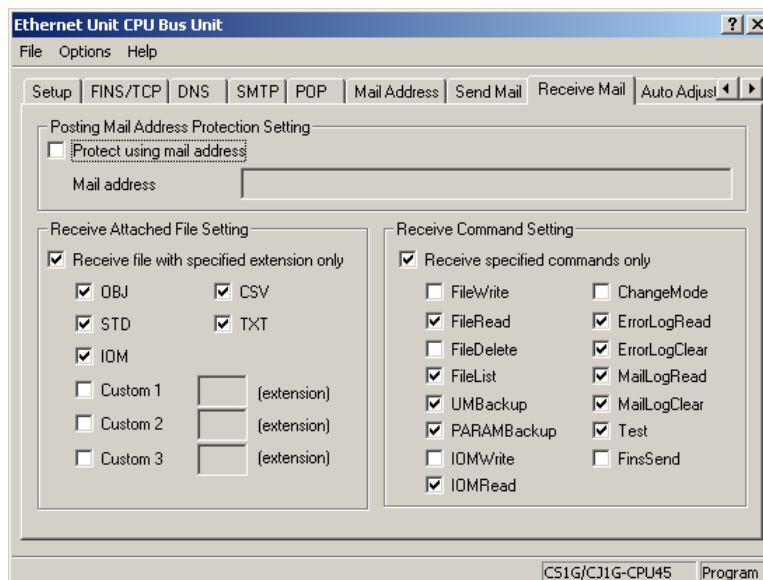 Ethernet Unit CPU Bus Unit
File Options Help
Setup FINS/TCP DNS SMTP POP Mail Address Send Mail Receive Mail Auto Adjust
Posting Mail Address Protection Setting
Protect using mail address
Mail address
Receive Attached File Setting
Receive file with specified extension only
OBJ CSV
STD TXT
IOM
Custom 1 (extension)
Custom 2 (extension)
Custom 3 (extension)
Receive Command Setting
Receive specified commands only
FileWrite ChangeMode
FileRead ErrorLogRead
FileDelete ErrorLogClear
FileList MailLogRead
UMBackup MailLogClear
PARAMBackup Test
IOMWrite FinsSend
IOMRead
CS1G/CJ1G-CPU45 Program